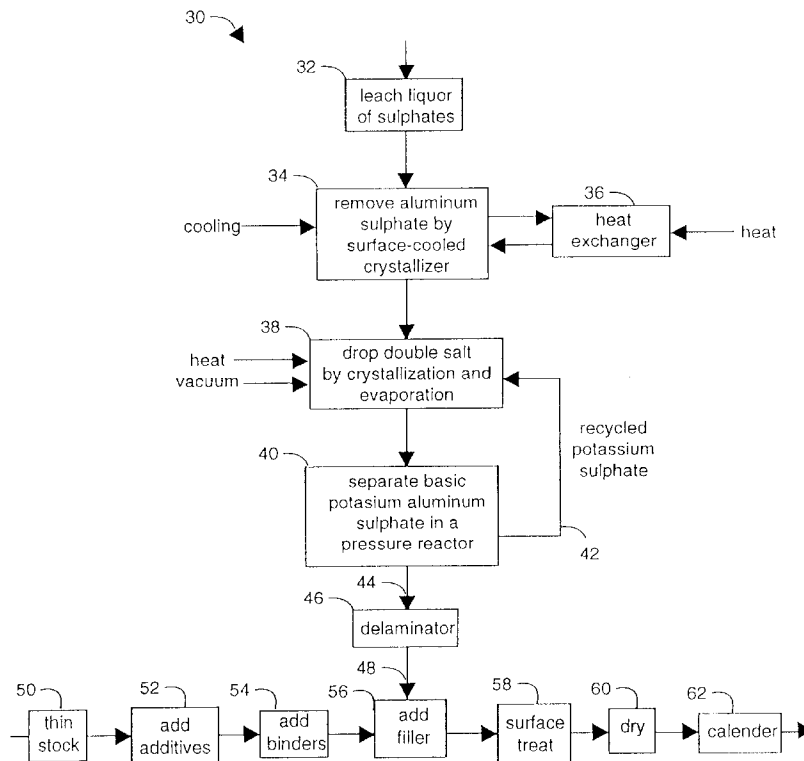 30
32
leach liquor
of sulphates
34
remove aluminum
sulphate by
surface-cooled
crystallizer
cooling
36
heat
exchanger
heat
38
drop double salt
by crystallization and
evaporation
heat
vacuum
recycled
potassium
sulphate
40
separate basic
potasium aluminum
sulphate in a
pressure reactor
42
44
46
delaminator
48
50
thin
stock
52
add
additives
54
add
binders
56
add
filler
58
surface
treat
60
dry
62
calender